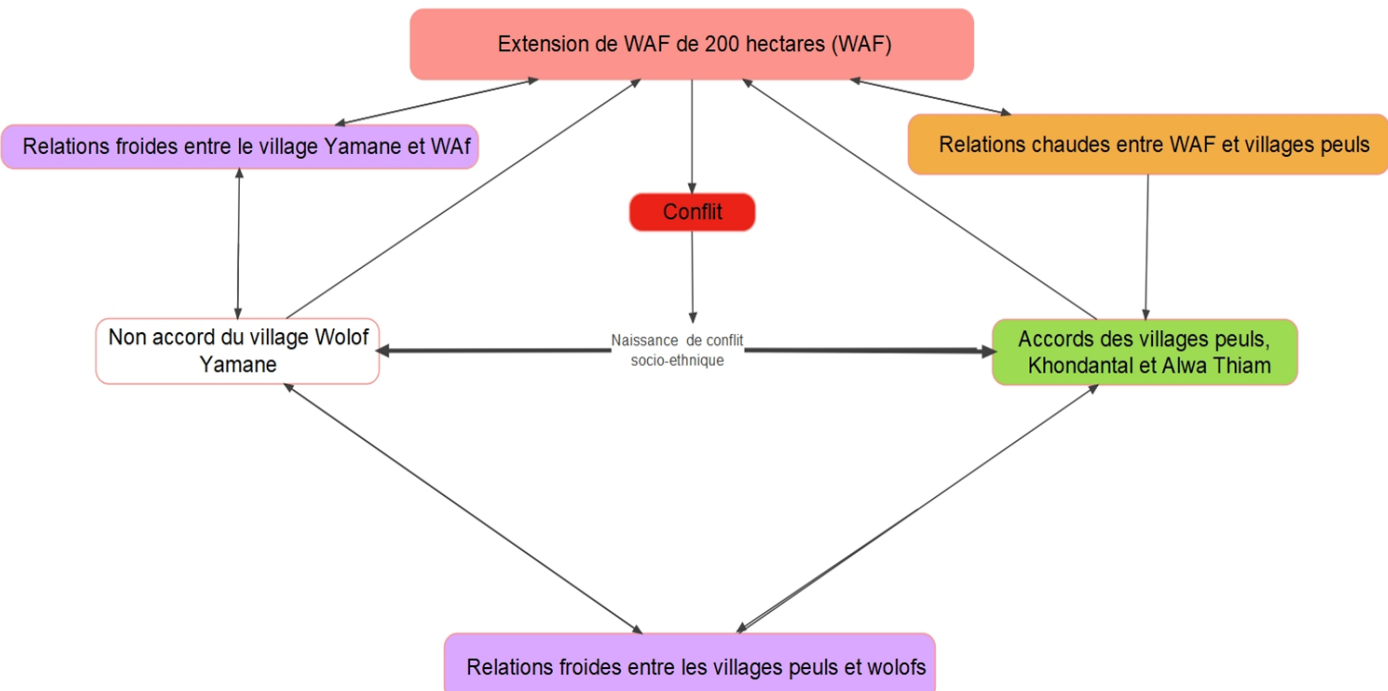 Extension de WAF de 200 hectares (WAF)
Relations froides entre le village Yamane et WAf
Relations chaudes entre WAF et villages peuls
Conflit
Non accord du village Wolof
Yamane
Naissance de conflit
socio-ethnique
Accords des villages peuls,
Khondantal et Alwa Thiam
Relations froides entre les villages peuls et wolofs